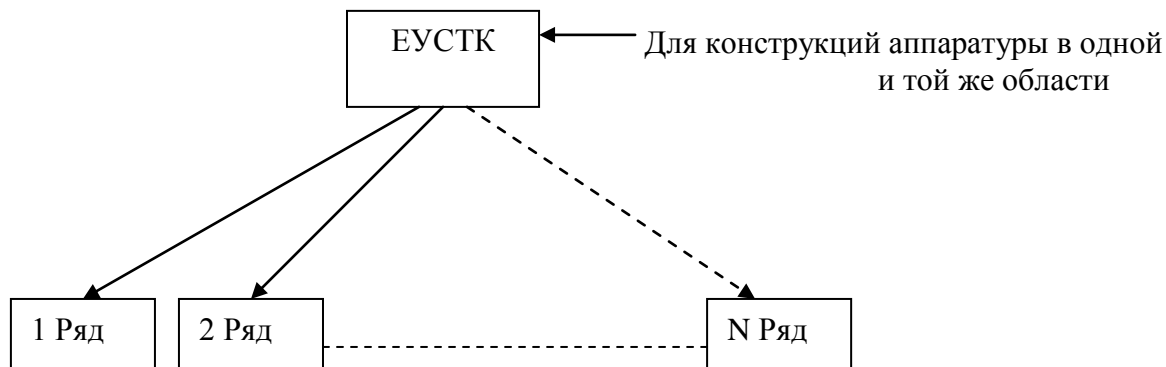 ЕУСТК
Для конструкций аппаратуры в одной
и той же области
1 Ряд
2 Ряд
N Ряд